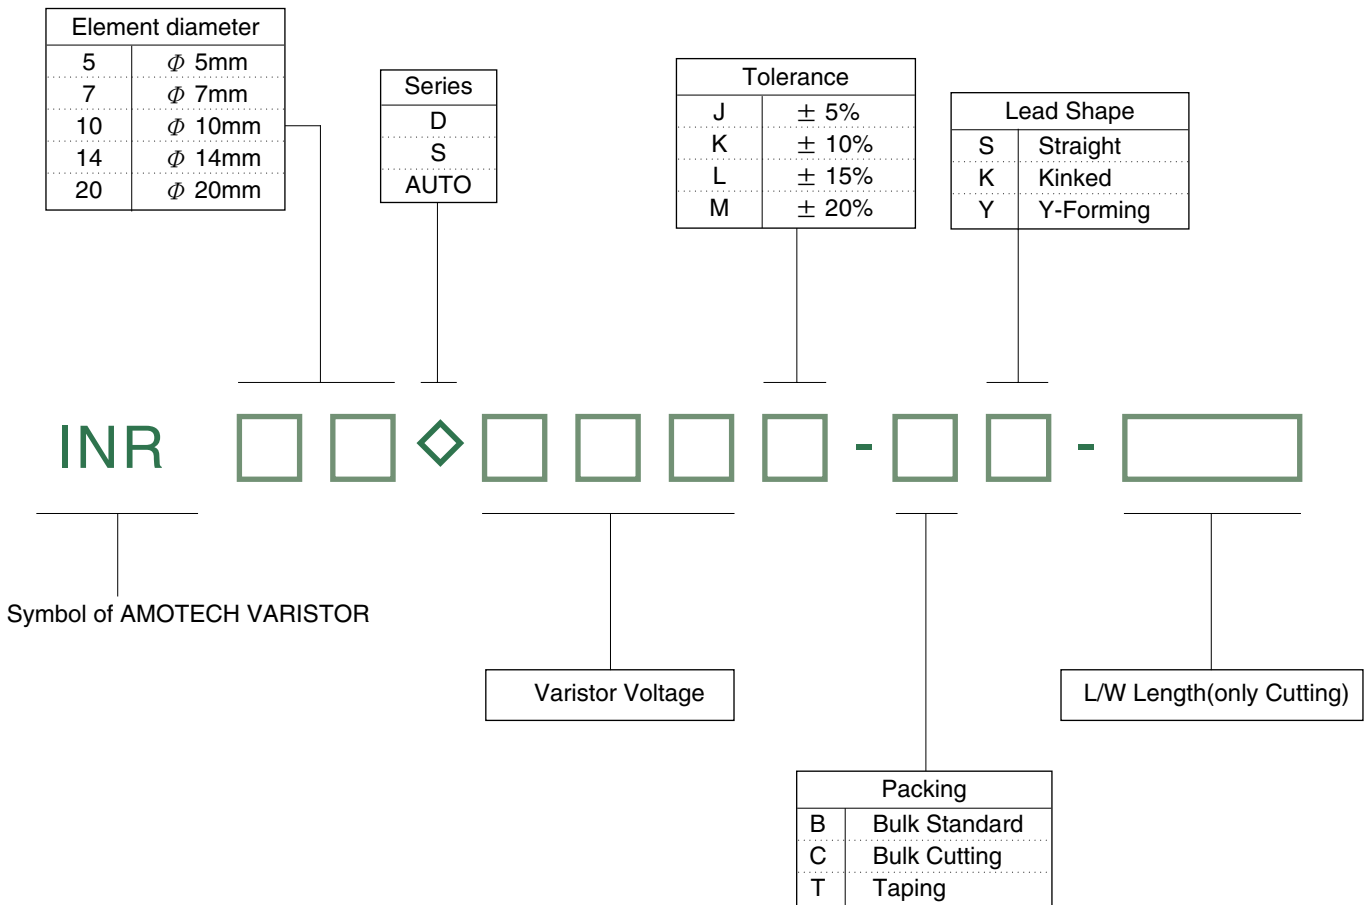 Element diameter
5 Φ 5mm
7 Φ 7mm
10 Φ 10mm
14 Φ 14mm
20 Φ 20mm
Series
D
S
AUTO
Tolerance
J ± 5%
K ± 10%
L ± 15%
M ± 20%
Lead Shape
S Straight
K Kinked
Y Y-Forming
INR - -
Symbol of AMOTECH VARISTOR
Varistor Voltage
L/W Length(only Cutting)
Packing
B Bulk Standard
C Bulk Cutting
T Taping